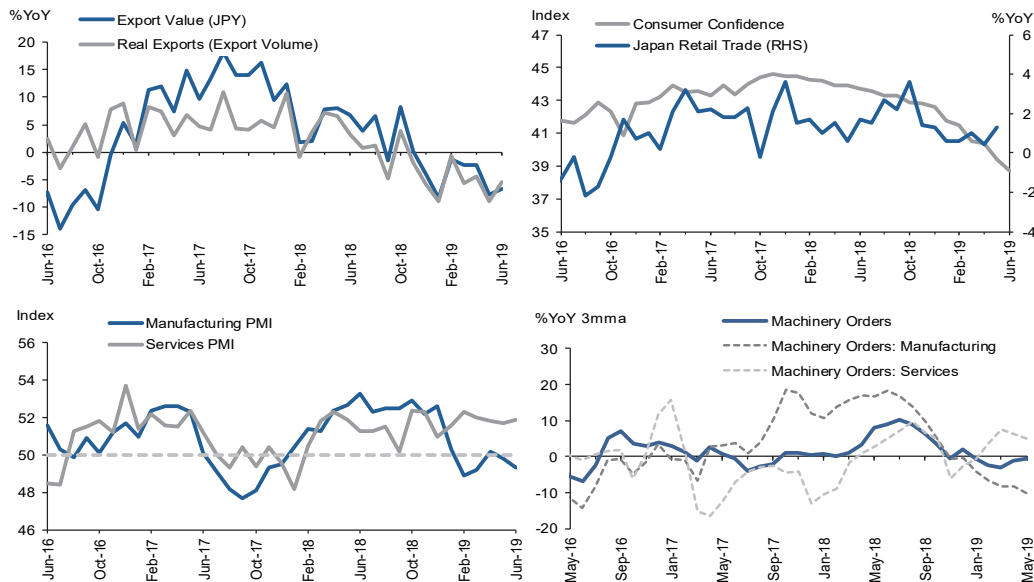 %YoY
Export Value (JPY)
Real Exports (Export Volume)
20
15
10
5
0
-5
-10
-15
Jun-16
Oct-16
Feb-17
Jun-17
Oct-17
Feb-18
Jun-18
Oct-18
Feb-19
Jun-19
Index
Consumer Confidence
Japan Retail Trade (RHS)
%YoY
47
45
43
41
39
37
35
6
4
2
0
-2
-4
Jun-16
Oct-16
Feb-17
Jun-17
Oct-17
Feb-18
Jun-18
Oct-18
Feb-19
Jun-19
Index
Manufacturing PMI
Services PMI
56
54
52
50
48
46
Jun-16
Oct-16
Feb-17
Jun-17
Oct-17
Feb-18
Jun-18
Oct-18
Feb-19
Jun-19
%YoY 3mma
Machinery Orders
Machinery Orders: Manufacturing
Machinery Orders: Services
30
20
10
0
-10
-20
May-16
Sep-16
Jan-17
May-17
Sep-17
Jan-18
May-18
Sep-18
Jan-19
May-19